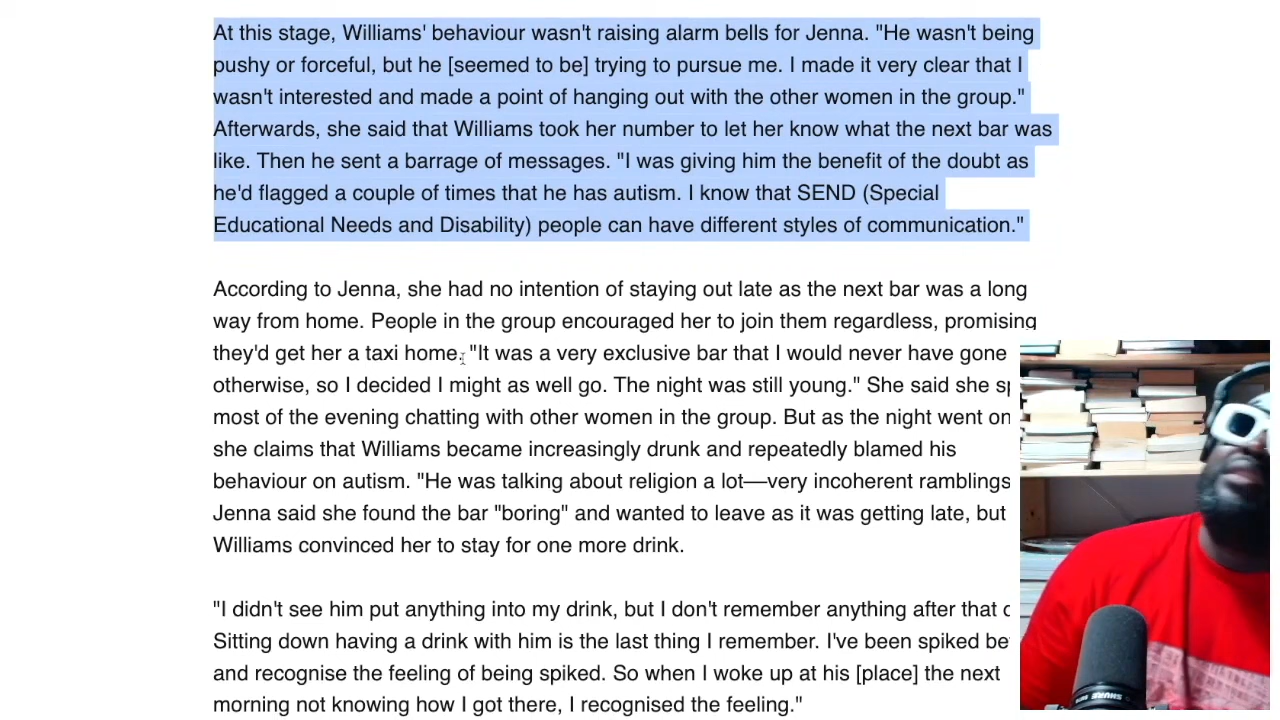 At this stage, Williams' behaviour wasn't raising alarm bells for Jenna. "He wasn't being
pushy or forceful, but he [seemed to be] trying to pursue me. I made it very clear that I
wasn't interested and made a point of hanging out with the other women in the group."
Afterwards, she said that Williams took her number to let her know what the next bar was
like. Then he sent a barrage of messages. "I was giving him the benefit of the doubt as
he'd flagged a couple of times that he has autism. I know that SEND (Special
Educational Needs and Disability) people can have different styles of communication."
According to Jenna, she had no intention of staying out late as the next bar was a long
way from home. People in the group encouraged her to join them regardless, promising
they'd get her a taxi home. "It was a very exclusive bar that I would never have gone
otherwise, so I decided I might as well go. The night was still young." She said she
most of the evening chatting with other women in the group. But as the night went on
she claims that Williams became increasingly drunk and repeatedly blamed his
behaviour on autism. "He was talking about religion a lot—very incoherent ramblings
Jenna said she found the bar "boring" and wanted to leave as it was getting late, but
Williams convinced her to stay for one more drink.
"I didn't see him put anything into my drink, but I don't remember anything after that
Sitting down having a drink with him is the last thing I remember. I've been spiked
and recognise the feeling of being spiked. So when I woke up at his [place] the next
morning not knowing how I got there, I recognised the feeling."
SHURE